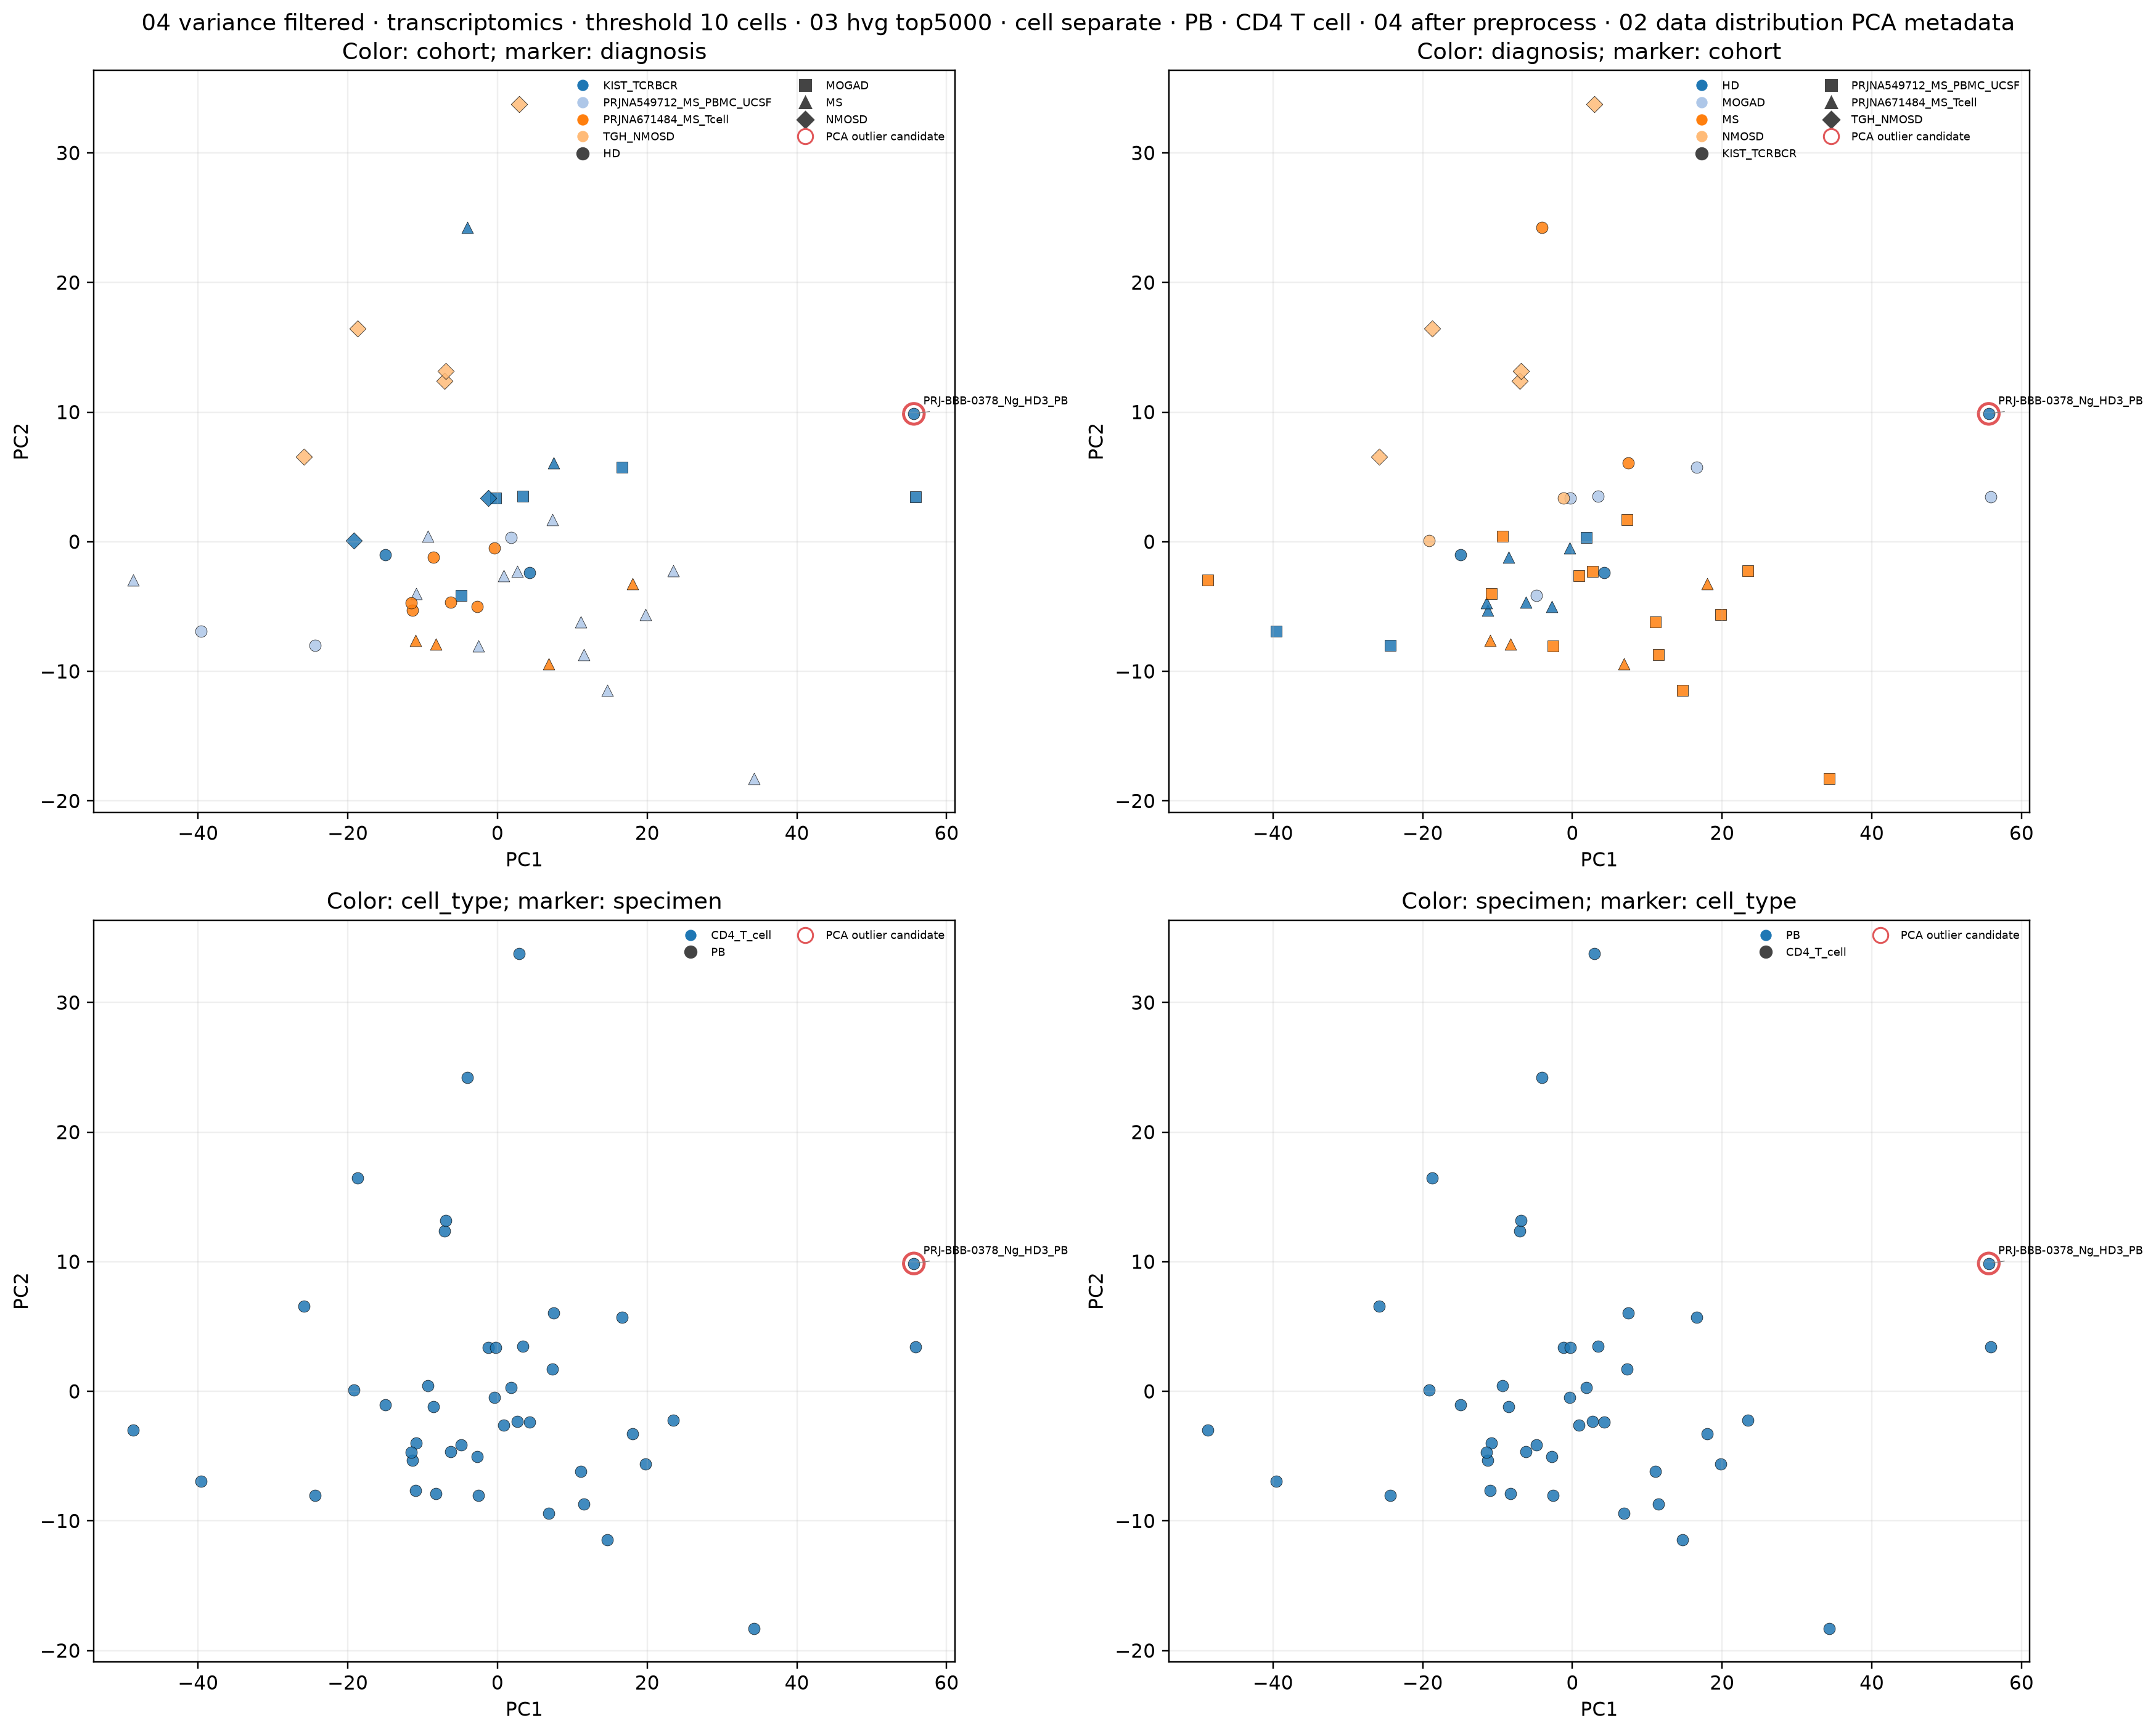 04 variance filtered · transcriptomics · threshold 10 cells · 03 hvg top5000 · cell separate · PB · CD4 T cell · 04 after preprocess · 02 data distribution PCA metadata
Color: cohort; marker: diagnosis
KIST_TCRBCR
PRJNA549712_MS_PBMC_UCSF
PRJNA671484_MS_Tcell
TGH_NMOSD
HD
MOGAD
MS
NMOSD
PCA outlier candidate
PRJ-BBB-0378_Ng_HD3_PB
30
20
10
0
−10
−20
PC2
−40
−20
0
20
40
60
PC1
Color: diagnosis; marker: cohort
HD
MOGAD
MS
NMOSD
KIST_TCRBCR
PRJNA549712_MS_PBMC_UCSF
PRJNA671484_MS_Tcell
TGH_NMOSD
PCA outlier candidate
PRJ-BBB-0378_Ng_HD3_PB
30
20
10
0
−10
−20
PC2
−40
−20
0
20
40
60
PC1
Color: cell_type; marker: specimen
CD4_T_cell
PB
PCA outlier candidate
PRJ-BBB-0378_Ng_HD3_PB
30
20
10
0
−10
−20
PC2
−40
−20
0
20
40
60
PC1
Color: specimen; marker: cell_type
PB
CD4_T_cell
PCA outlier candidate
PRJ-BBB-0378_Ng_HD3_PB
30
20
10
0
−10
−20
PC2
−40
−20
0
20
40
60
PC1